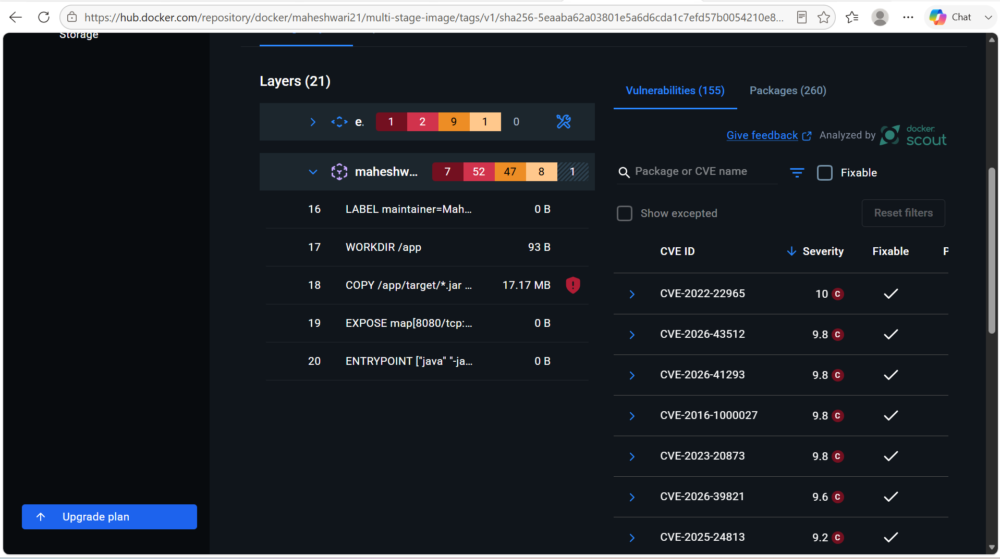 https://hub.docker.com/repository/docker/maheshwari21/multi-stage-image/tags/v1/sha256-5eaaba62a03801e5a6d6cda1c7efd57b0054210e8...
Chat
Storage
Layers (21)
e.
1
2
9
1
0
maheshw...
7
52
47
8
1
16
LABEL maintainer=Mah...
0 B
17
WORKDIR /app
93 B
18
COPY /app/target/*.jar ...
17.17 MB
19
EXPOSE map[8080/tcp:...
0 B
20
ENTRYPOINT ["java" "-ja...
0 B
Vulnerabilities (155)
Packages (260)
Give feedback
Analyzed by
docker
scout
Package or CVE name
Fixable
Show excepted
Reset filters
CVE ID
Severity
Fixable
P
CVE-2022-22965
10 C
CVE-2026-43512
9.8 C
CVE-2026-41293
9.8 C
CVE-2016-1000027
9.8 C
CVE-2023-20873
9.8 C
CVE-2026-39821
9.6 C
CVE-2025-24813
9.2 C
Upgrade plan